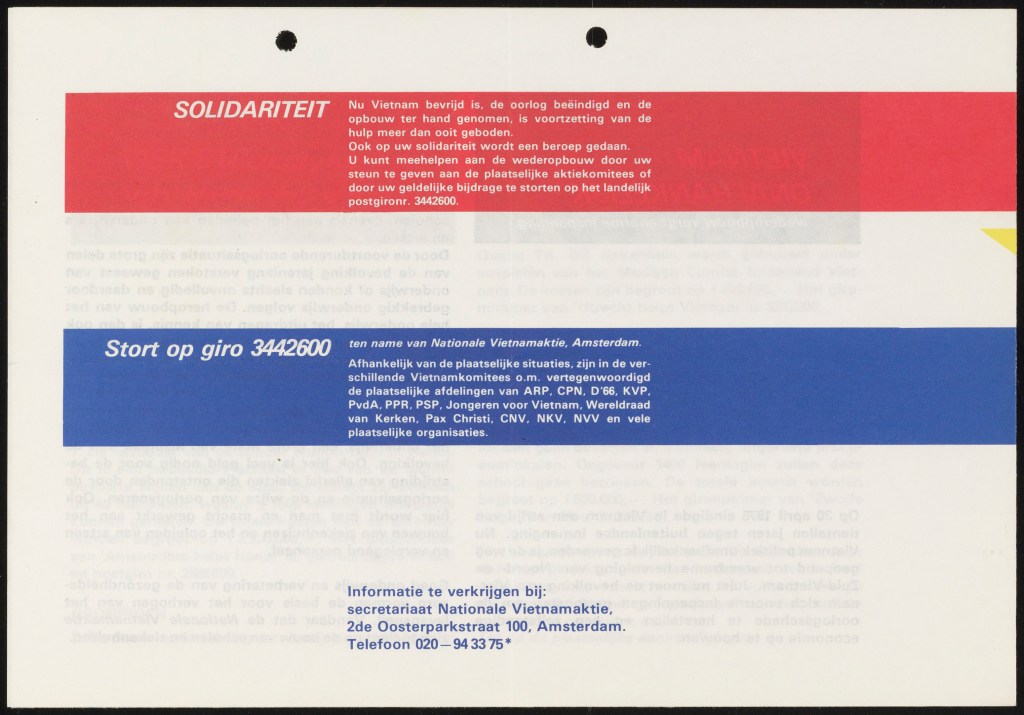 SOLIDARITEIT
Nu Vietnam bevrijd is, de oorlog beëindigd en de
opbouw ter hand genomen, is voortzetting van de
hulp meer dan ooit geboden.
Ook op uw solidariteit wordt een beroep gedaan.
U kunt meehelpen aan de wederopbouw door uw
steun te geven aan de plaatselijke aktiekomitees of
door uw geldelijke bijdrage te storten op het landelijk
postgironr. 3442600.
Stort op giro 3442600
ten name van Nationale Vietnamaktie, Amsterdam.
Afhankelijk van de plaatselijke situaties, zijn in de ver-
schillende Vietnamkomitees o.m. vertegenwoordigd
de plaatselijke afdelingen van ARP, CPN, D'66, KVP,
PvdA, PPR, PSP, Jongeren voor Vietnam, Wereldraad
van Kerken, Pax Christi, CNV, NKV, NVV en vele
plaatselijke organisaties.
Informatie te verkrijgen bij:
secretariaat Nationale Vietnamaktie,
2de Oosterparkstraat 100, Amsterdam.
Telefoon 020—94 33 75*